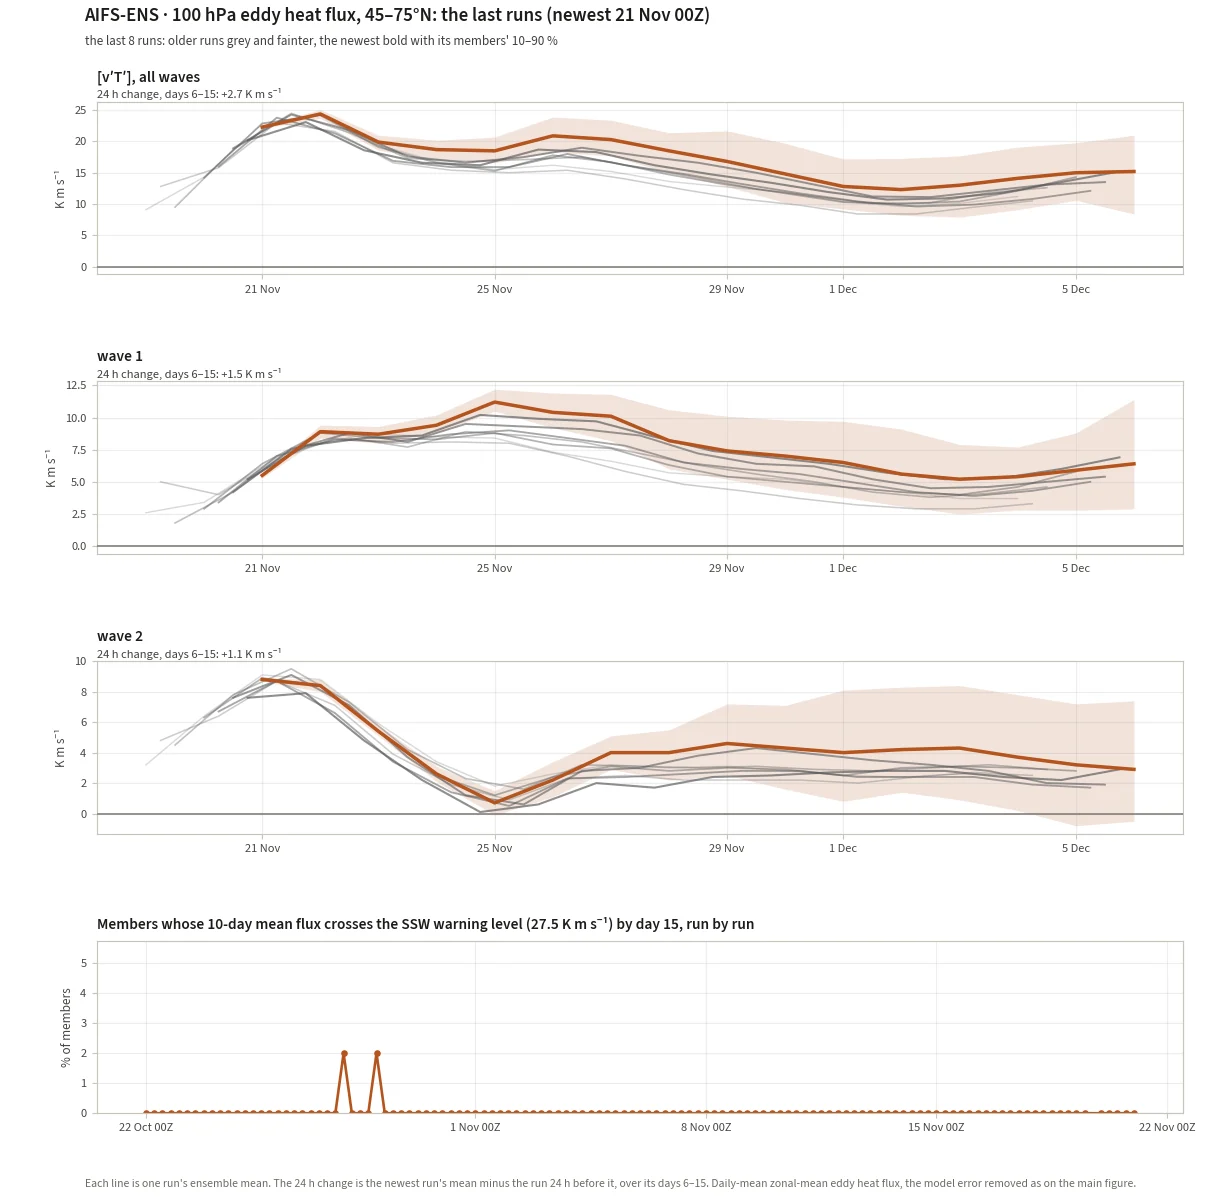 AIFS-ENS · 100 hPa eddy heat flux, 45–75°N: the last runs (newest 21 Nov 00Z)
the last 8 runs: older runs grey and fainter, the newest bold with its members' 10–90 %
[v′T′], all waves
24 h change, days 6–15: +2.7 K m s⁻¹
25
20
15
10
5
0
K m s⁻¹
21 Nov
25 Nov
29 Nov
1 Dec
5 Dec
wave 1
24 h change, days 6–15: +1.5 K m s⁻¹
12.5
10.0
7.5
5.0
2.5
0.0
K m s⁻¹
21 Nov
25 Nov
29 Nov
1 Dec
5 Dec
wave 2
24 h change, days 6–15: +1.1 K m s⁻¹
10
8
6
4
2
0
K m s⁻¹
21 Nov
25 Nov
29 Nov
1 Dec
5 Dec
Members whose 10-day mean flux crosses the SSW warning level (27.5 K m s⁻¹) by day 15, run by run
5
4
3
2
1
0
% of members
22 Oct 00Z
1 Nov 00Z
8 Nov 00Z
15 Nov 00Z
22 Nov 00Z
Each line is one run's ensemble mean. The 24 h change is the newest run's mean minus the run 24 h before it, over its days 6–15. Daily-mean zonal-mean eddy heat flux, the model error removed as on the main figure.